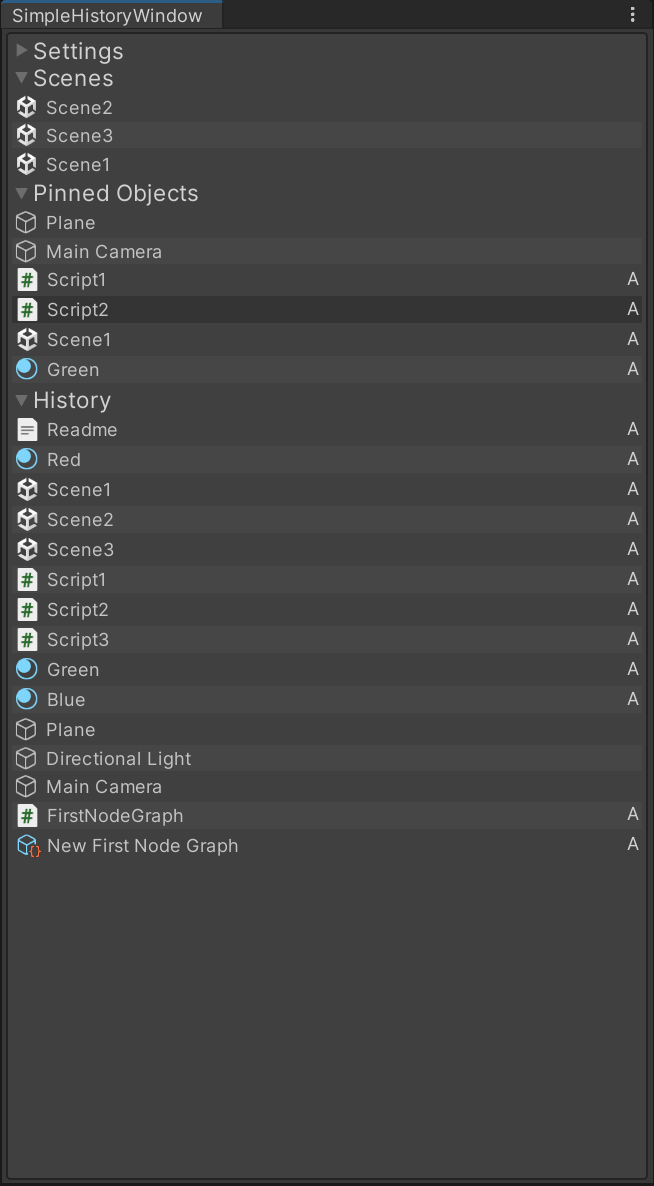 SimpleHistoryWindow
Settings
Scenes
Scene2
Scene3
Scene1
Pinned Objects
Plane
Main Camera
# Script1 A
# Script2 A
Scene1 A
Green A
History
Readme A
Red A
Scene1 A
Scene2 A
Scene3 A
# Script1 A
# Script2 A
# Script3 A
Green A
Blue A
Plane
Directional Light
Main Camera
# FirstNodeGraph A
{} New First Node Graph A